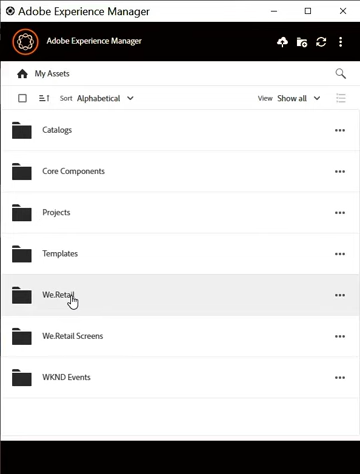 Adobe Experience Manager
Adobe Experience Manager
My Assets
Sort Alphabetical View Show all
Catalogs
Core Components
Projects
Templates
We.Retail
We.Retail Screens
WKND Events